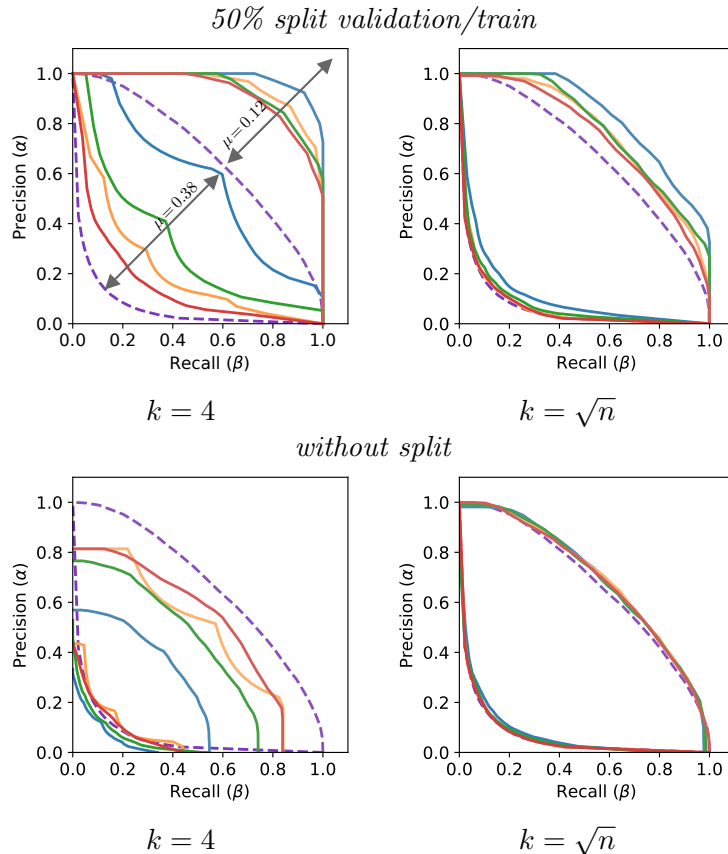 50% split validation/train
1.0
0.8
0.6
0.4
0.2
0.0
Precision (α)
0.0 0.2 0.4 0.6 0.8 1.0
Recall (β)
μ = 0.12
μ = 0.38
k = 4
1.0
0.8
0.6
0.4
0.2
0.0
Precision (α)
0.0 0.2 0.4 0.6 0.8 1.0
Recall (β)
k = √n
without split
1.0
0.8
0.6
0.4
0.2
0.0
Precision (α)
0.0 0.2 0.4 0.6 0.8 1.0
Recall (β)
k = 4
1.0
0.8
0.6
0.4
0.2
0.0
Precision (α)
0.0 0.2 0.4 0.6 0.8 1.0
Recall (β)
k = √n